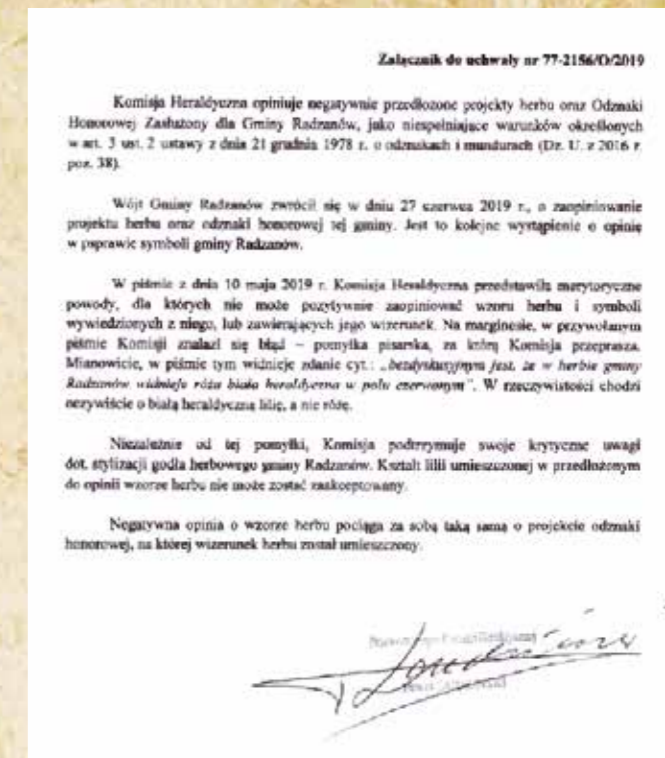 Załącznik do uchwały nr 77-2156/O/2019
Komisja Heraldyczna opiniuje negatywnie przedłożone projekty herbu oraz Odznaki
Honorowej Zasłużony dla Gminy Radzanów, jako niespełniające warunków określonych
w art. 3 ust. 2 ustawy z dnia 21 grudnia 1978 r. o odznakach i mundurach (Dz. U. z 2016 r.
poz. 38).
Wójt Gminy Radzanów zwrócił się w dniu 27 czerwca 2019 r., o zaopiniowanie
projektu herbu oraz odznaki honorowej tej gminy. Jest to kolejne wystąpienie o opinię
w poprawie symboli gminy Radzanów.
W piśmie z dnia 10 maja 2019 r. Komisja Heraldyczna przedstawiła merytoryczne
powody, dla których nie może pozytywnie zaopiniować wzoru herbu i symboli
wywiedzionych z niego, lub zawierających jego wizerunek. Na marginesie, w przywołanym
piśmie Komisji znalazł się błąd – pomyłka pisarska, za którą Komisja przeprasza.
Mianowicie, w piśmie tym widnieje zdanie cyt.: „bezdyskusyjnym jest, że w herbie gminy
Radzanów widnieje róża biała heraldyczna w polu czerwonym". W rzeczywistości chodzi
oczywiście o białą heraldyczną lilię, a nie różę.
Niezależnie od tej pomyłki, Komisja podtrzymuje swoje krytyczne uwagi
dot. stylizacji godła herbowego gminy Radzanów. Kształt lilii umieszczonej w przedłożonym
do opinii wzorze herbu nie może zostać zaakceptowany.
Negatywna opinia o wzorze herbu pociąga za sobą taką samą o projekcie odznaki
honorowej, na której wizerunek herbu został umieszczony.